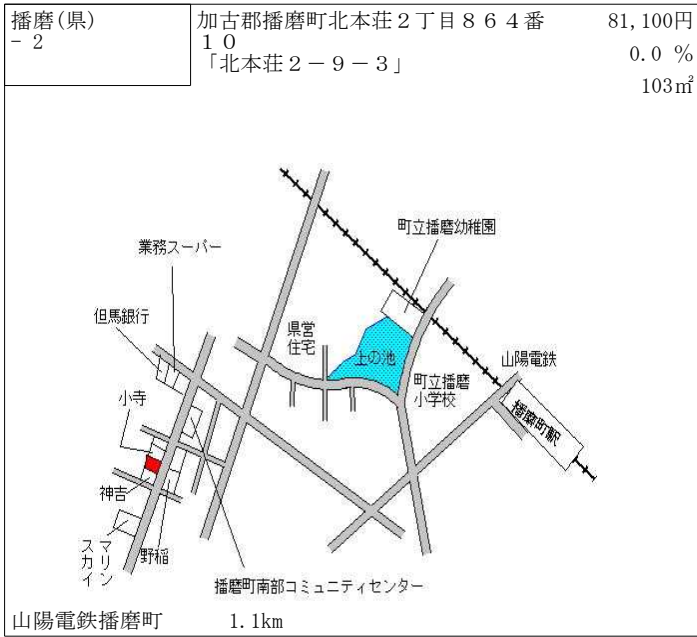 播磨(県)
- 2
加古郡播磨町北本荘２丁目８６４番
１０
「北本荘２－９－３」
81,100円
0.0 %
103㎡
町立播磨幼稚園
業務スーパー
但馬銀行
県営
住宅
上の池
山陽電鉄
町立播磨
小学校
小寺
播磨町駅
神吉
マリン
スカイ
野稲
播磨町南部コミュニティセンター
山陽電鉄播磨町
1.1km